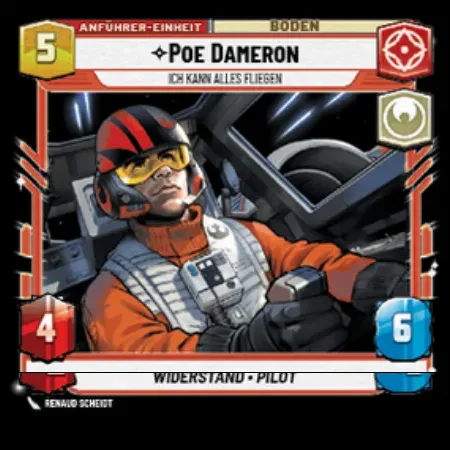 5
ANFÜHRER-EINHEIT
BODEN
POE DAMERON
ICH KANN ALLES FLIEGEN
4
6
WIDERSTAND • PILOT
RENAUD SCHEIDT